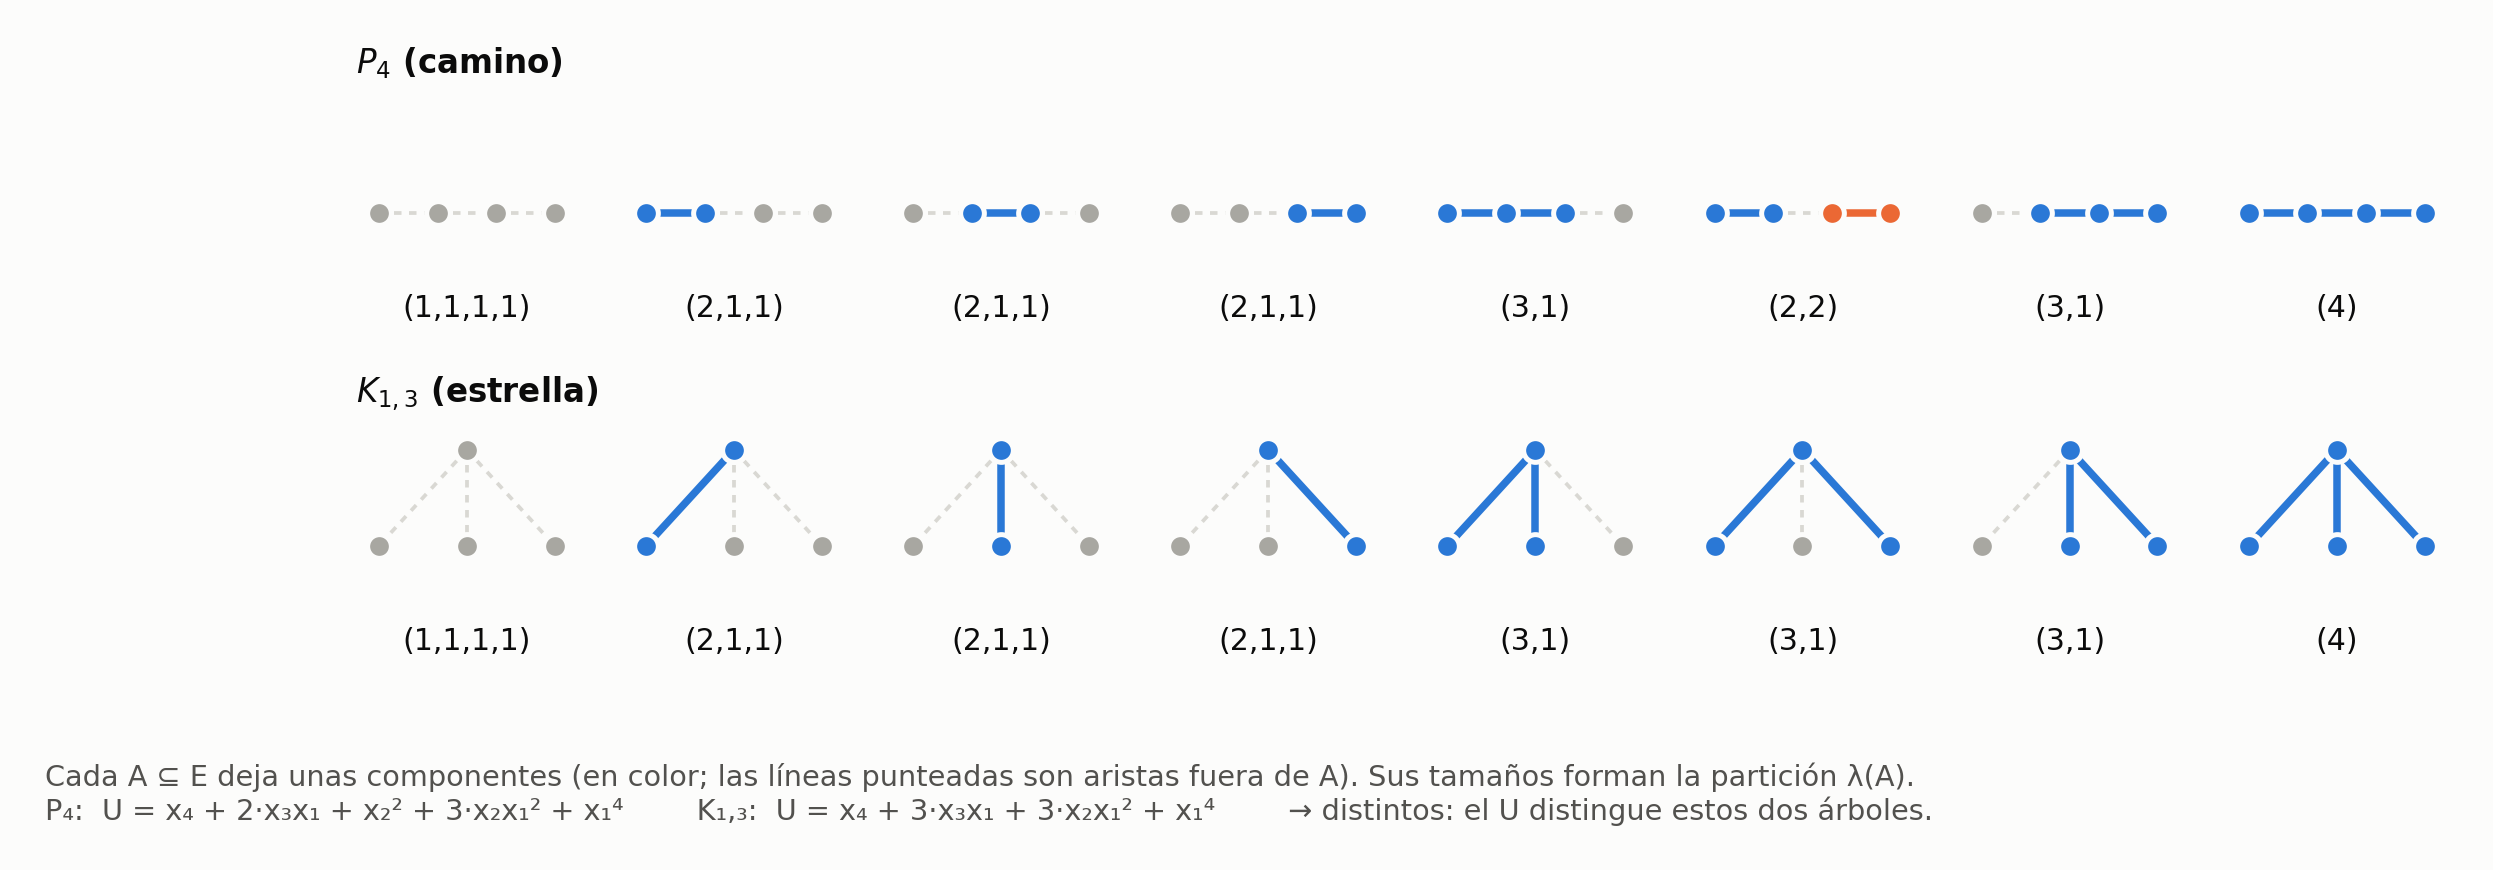 P₄ (camino)
(1,1,1,1) (2,1,1) (2,1,1) (2,1,1) (3,1) (2,2) (3,1) (4)
K₁,₃ (estrella)
(1,1,1,1) (2,1,1) (2,1,1) (2,1,1) (3,1) (3,1) (3,1) (4)
Cada A ⊆ E deja unas componentes (en color; las líneas punteadas son aristas fuera de A). Sus tamaños forman la partición λ(A).
P₄: U = x₄ + 2·x₃x₁ + x₂² + 3·x₂x₁² + x₁⁴ K₁,₃: U = x₄ + 3·x₃x₁ + 3·x₂x₁² + x₁⁴ → distintos: el U distingue estos dos árboles.